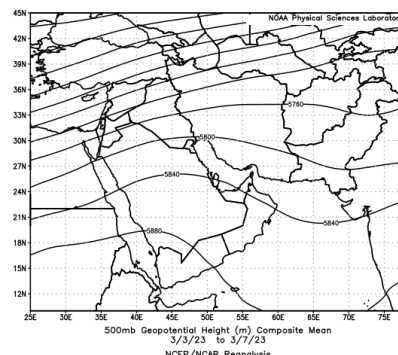 NOAA Physical Sciences Laborator
45N
42N
39N
36N
33N
30N
27N
24N
21N
18N
15N
12N
5760
5800
5840
5840
5880
25E 30E 35E 40E 45E 50E 55E 60E 65E 70E 75E
500mb Geopotential Height (m) Composite Mean
3/3/23 to 3/7/23
NCEP/NCAR Reanalysis